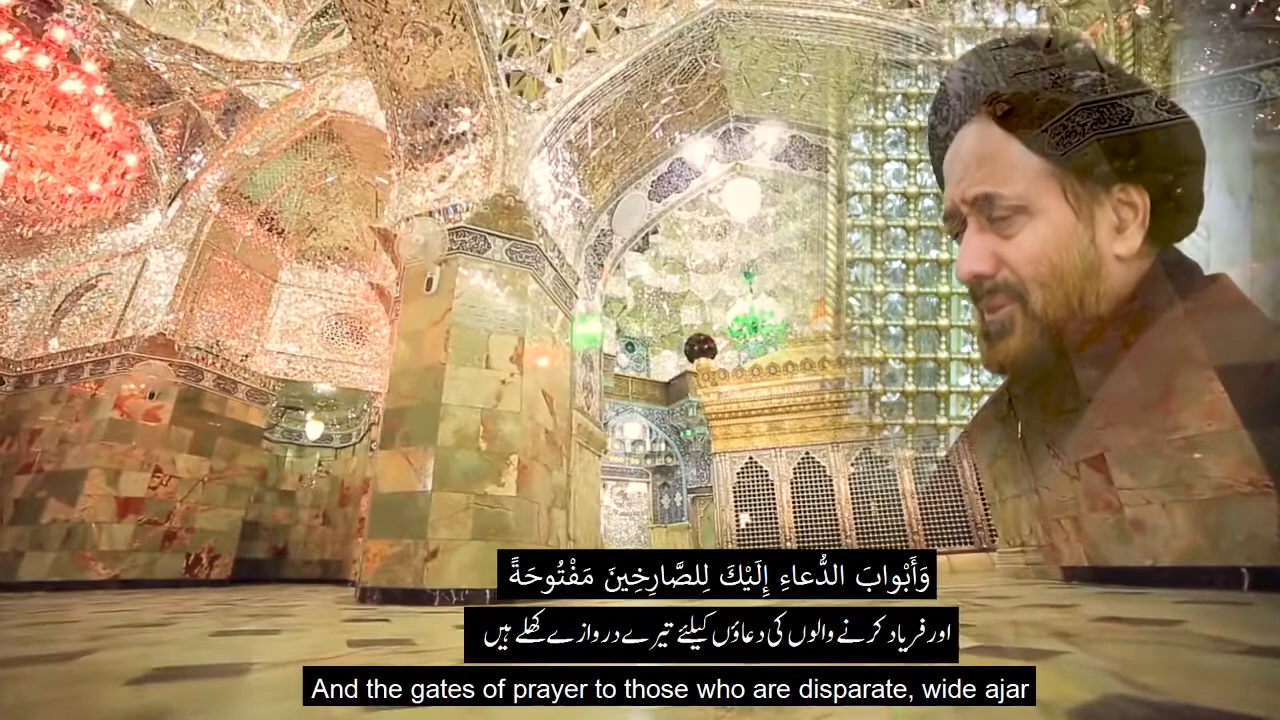 وَأَبْوابَ الدُّعاءِ إِلَيْكَ لِلصَّارِخِينَ مَفْتُوحَةً
اور فریاد کرنے والوں کی دعاؤں کیلئے تیرے دروازے کھلے ہیں
And the gates of prayer to those who are disparate, wide ajar